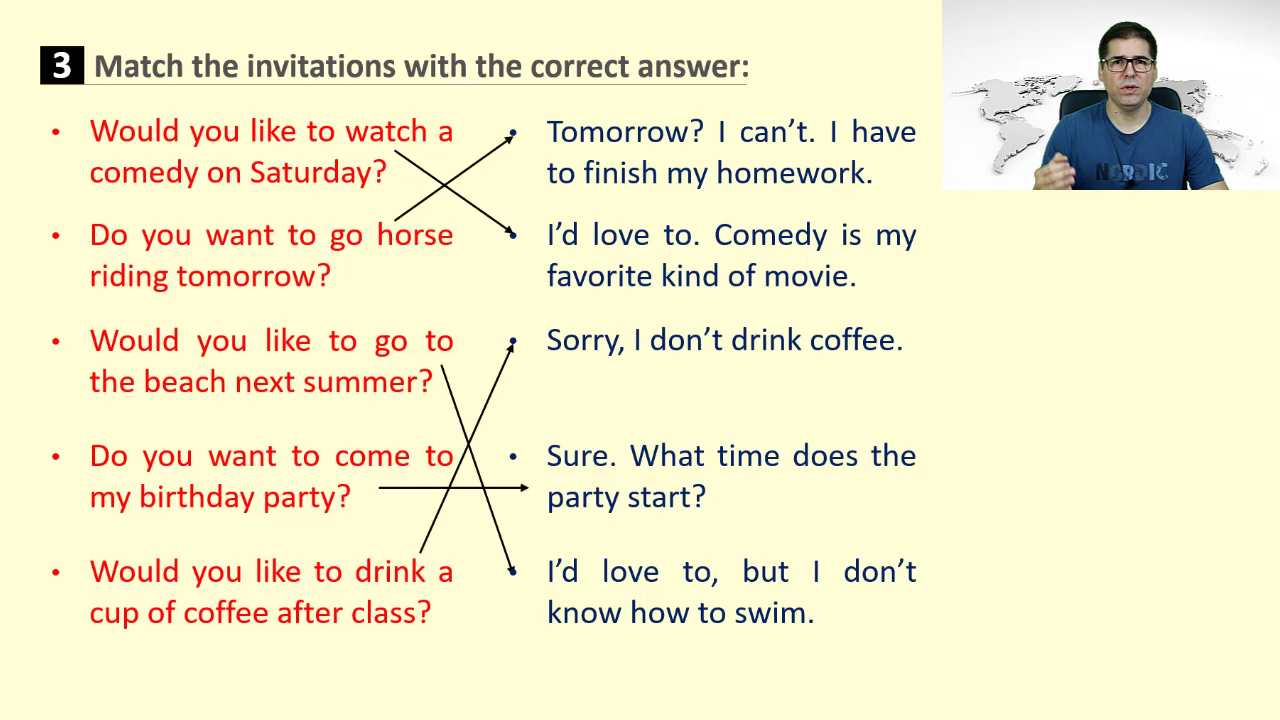 3 Match the invitations with the correct answer:
• Would you like to watch a
comedy on Saturday?
• Do you want to go horse
riding tomorrow?
• Would you like to go to
the beach next summer?
• Do you want to come to
my birthday party?
• Would you like to drink a
cup of coffee after class?
• Tomorrow? I can’t. I have
to finish my homework.
• I’d love to. Comedy is my
favorite kind of movie.
• Sorry, I don’t drink coffee.
• Sure. What time does the
party start?
• I’d love to, but I don’t
know how to swim.
NORDIC